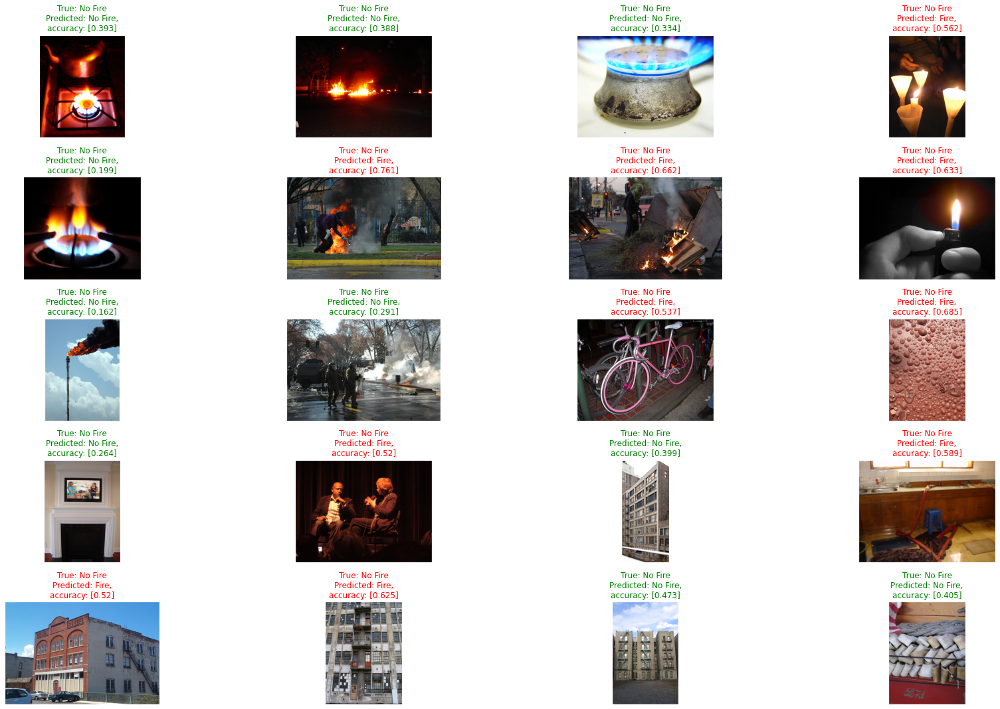 True: No Fire
Predicted: No Fire,
accuracy: [0.393]
True: No Fire
Predicted: No Fire,
accuracy: [0.388]
True: No Fire
Predicted: No Fire,
accuracy: [0.334]
True: No Fire
Predicted: Fire,
accuracy: [0.562]
True: No Fire
Predicted: No Fire,
accuracy: [0.199]
True: No Fire
Predicted: Fire,
accuracy: [0.761]
True: No Fire
Predicted: Fire,
accuracy: [0.662]
True: No Fire
Predicted: Fire,
accuracy: [0.633]
True: No Fire
Predicted: No Fire,
accuracy: [0.162]
True: No Fire
Predicted: No Fire,
accuracy: [0.291]
True: No Fire
Predicted: Fire,
accuracy: [0.537]
True: No Fire
Predicted: Fire,
accuracy: [0.685]
True: No Fire
Predicted: No Fire,
accuracy: [0.264]
True: No Fire
Predicted: Fire,
accuracy: [0.52]
True: No Fire
Predicted: No Fire,
accuracy: [0.399]
True: No Fire
Predicted: Fire,
accuracy: [0.589]
True: No Fire
Predicted: Fire,
accuracy: [0.52]
True: No Fire
Predicted: Fire,
accuracy: [0.625]
True: No Fire
Predicted: No Fire,
accuracy: [0.473]
True: No Fire
Predicted: No Fire,
accuracy: [0.405]
Ford